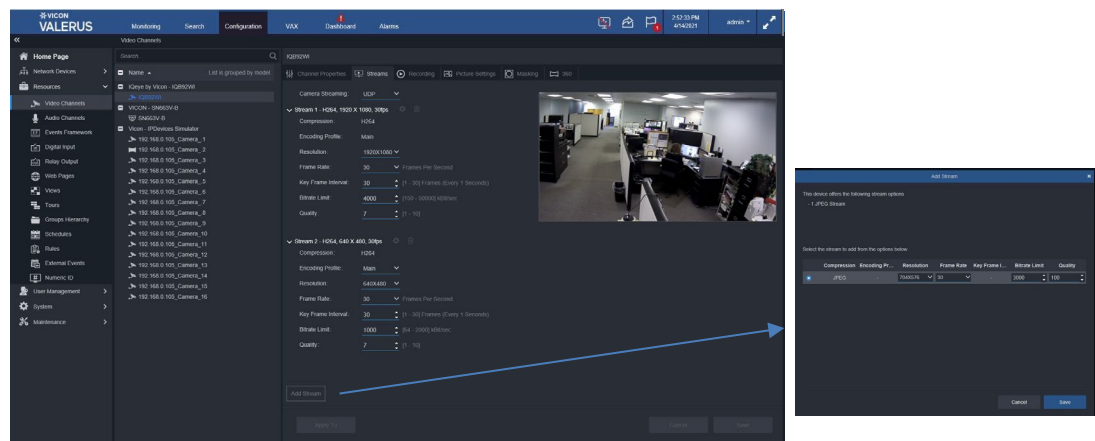 VICON
VALERUS
Monitoring
Search
Configuration
VAX
Dashboard
Alarms
2:52:33 PM
4/14/2021
admin
Video Channels
Home Page
Network Devices
Resources
Video Channels
Audio Channels
Events Framework
Digital Input
Relay Output
Web Pages
Views
Tours
Groups Hierarchy
Schedules
Rules
External Events
Numeric ID
User Management
System
Maintenance
Search...
Name
List is grouped by model
IQeye by Vicon - IQB92WI
IQB92WI
VICON - SN663V-B
SN663V-B
Vicon - IPDevices Simulator
192.168.0.105_Camera_1
192.168.0.105_Camera_2
192.168.0.105_Camera_3
192.168.0.105_Camera_4
192.168.0.105_Camera_5
192.168.0.105_Camera_6
192.168.0.105_Camera_7
192.168.0.105_Camera_8
192.168.0.105_Camera_9
192.168.0.105_Camera_10
192.168.0.105_Camera_11
192.168.0.105_Camera_12
192.168.0.105_Camera_13
192.168.0.105_Camera_14
192.168.0.105_Camera_15
192.168.0.105_Camera_16
IQB92WI
Channel Properties
Streams
Recording
Picture Settings
Masking
360
Camera Streaming: UDP
Stream 1 - H264, 1920 X 1080, 30fps
Compression: H264
Encoding Profile: Main
Resolution: 1920X1080
Frame Rate: 30 Frames Per Second
Key Frame Interval: 30 [1 - 30] Frames (Every 1 Seconds)
Bitrate Limit: 4000 kBit/sec
Quality 7 [1 - 10]
Stream 2 - H264, 640 X 480, 30fps
Compression: H264
Encoding Profile: Main
Resolution: 640X480
Frame Rate: 30 Frames Per Second
Key Frame Interval: 30 [1 - 30] Frames (Every 1 Seconds)
Bitrate Limit: 1000 [64 - 2000] kBit/sec
Quality: 7 [1 - 10]
Add Stream
Apply To
Cancel
Save
Add Stream
This device offers the following stream options
- 1 JPEG Stream
Select the stream to add from the options below
Compression Encoding Pr... Resolution Frame Rate Key Frame I... Bitrate Limit Quality
JPEG - 704X576 50 - 3000 100
Cancel
Save